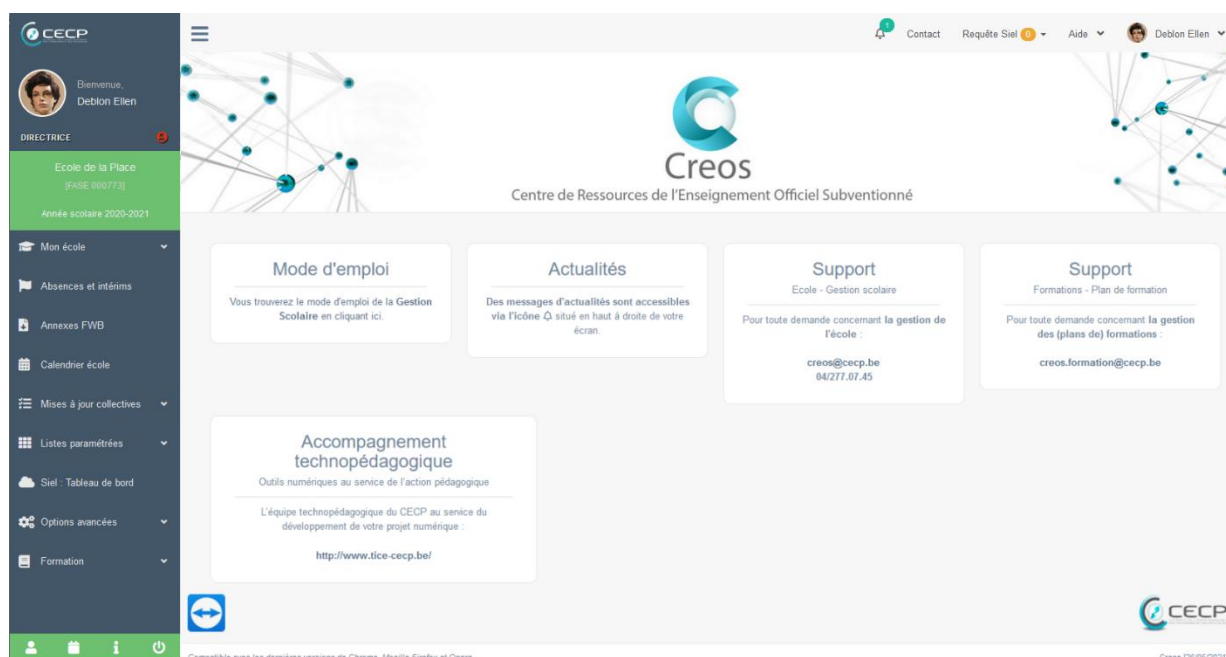 CECP
Bienvenue,
Deblon Ellen
DIRECTRICE
Ecole de la Place
[FASE 000773]
Année scolaire 2020-2021
Mon école
Absences et intérims
Annexes FWB
Calendrier école
Mises à jour collectives
Listes paramétrées
Siel : Tableau de bord
Options avancées
Formation
1
Contact
Requête Siel 0
Aide
Deblon Ellen
Creos
Centre de Ressources de l'Enseignement Officiel Subventionné
Mode d'emploi
Vous trouverez le mode d'emploi de la Gestion
Scolaire en cliquant ici.
Actualités
Des messages d'actualités sont accessibles
via l'icône situé en haut à droite de votre
écran.
Support
Ecole - Gestion scolaire
Pour toute demande concernant la gestion de
l'école :
creos@cecp.be
04/277.07.45
Support
Formations - Plan de formation
Pour toute demande concernant la gestion
des (plans de) formations :
creos.formation@cecp.be
Accompagnement
technopédagogique
Outils numériques au service de l'action pédagogique
L'équipe technopédagogique du CECP au service du
développement de votre projet numérique :
http://www.tice-cecp.be/
CECP